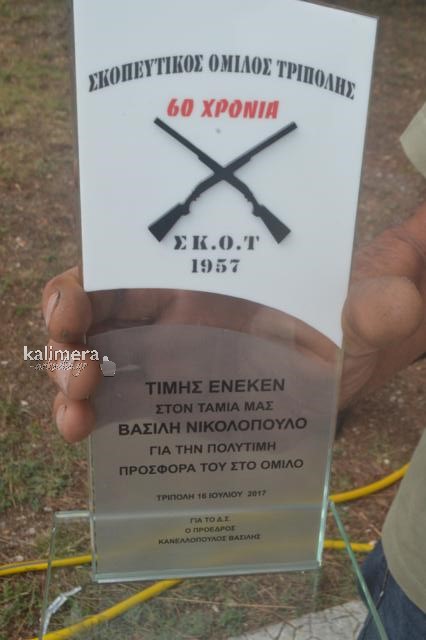 ΣΚΟΠΕΥΤΙΚΟΣ ΟΜΙΛΟΣ ΤΡΙΠΟΛΗΣ
60 ΧΡΟΝΙΑ
ΣΚ.Ο.Τ
1957
kalimera
ΤΙΜΗΣ ΕΝΕΚΕΝ
ΣΤΟΝ ΤΑΜΙΑ ΜΑΣ
ΒΑΣΙΛΗ ΝΙΚΟΛΟΠΟΥΛΟ
ΓΙΑ ΤΗΝ ΠΟΛΥΤΙΜΗ
ΠΡΟΣΦΟΡΑ ΤΟΥ ΣΤΟ ΟΜΙΛΟ
ΤΡΙΠΟΛΗ 16 ΙΟΥΛΙΟΥ 2017
ΓΙΑ ΤΟ Δ.Σ.
Ο ΠΡΟΕΔΡΟΣ
ΚΑΝΕΛΛΟΠΟΥΛΟΣ ΒΑΣΙΛΗΣ